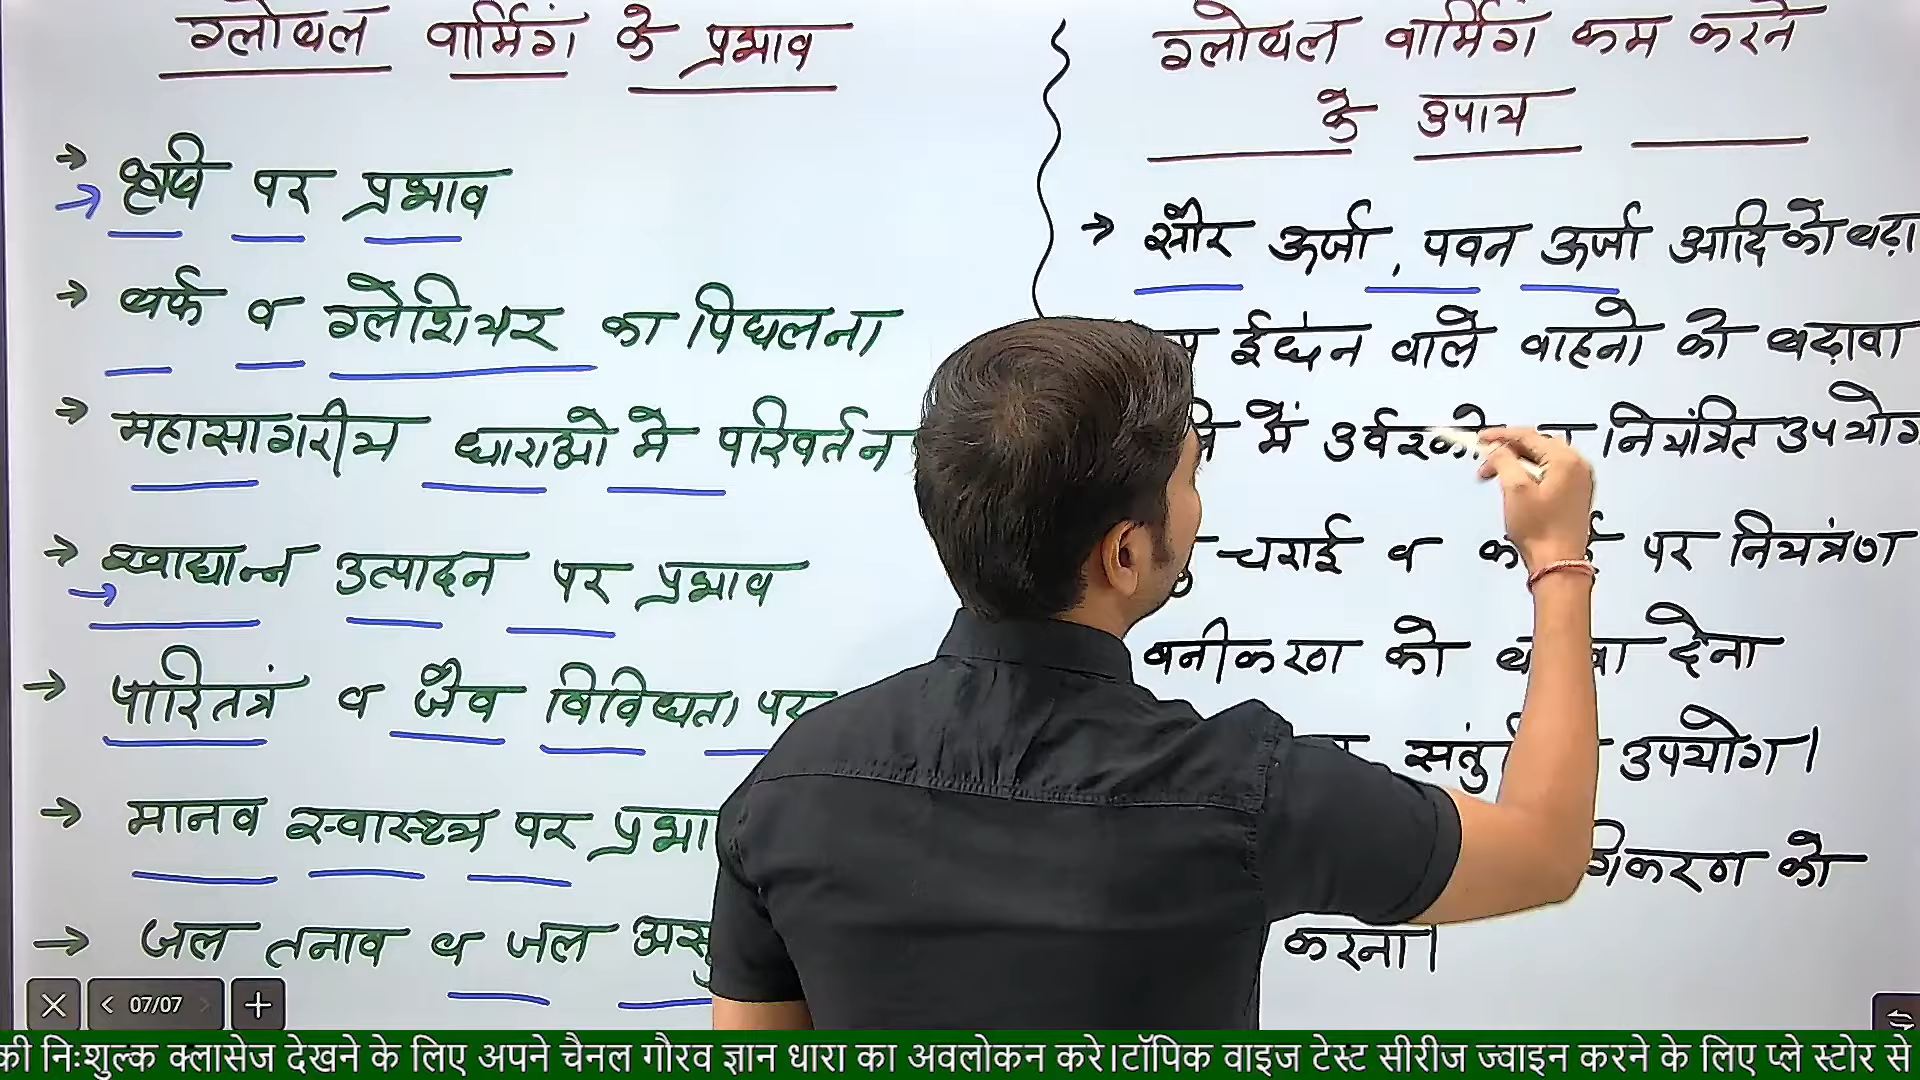 ग्लोबल वार्मिंग के प्रभाव
→ कृषि पर प्रभाव
→ बर्फ व ग्लेशियर का पिघलना
→ महासागरीय धाराओ मे परिवर्तन
→ खाद्यान्न उत्पादन पर प्रभाव
→ पारितत्रं व जैव विविधता पर
→ मानव स्वास्थ्य पर
→ जल तनाव व जल
ग्लोबल वार्मिंग कम करने
के उपाय
→ सौर ऊर्जा, पवन ऊर्जा आदि को
ईंधन वाले वाहनो को बढ़ावा
में उर्वरको नियंत्रित उपयोग
चराई व पर नियंत्रण
वनीकरण को देना
उपयोग।
को
करना।
07/07
की निःशुल्क क्लासेज देखने के लिए अपने चैनल गौरव ज्ञान धारा का अवलोकन करे।टॉपिक वाइज टेस्ट सीरीज ज्वाइन करने के लिए प्ले स्टोर से